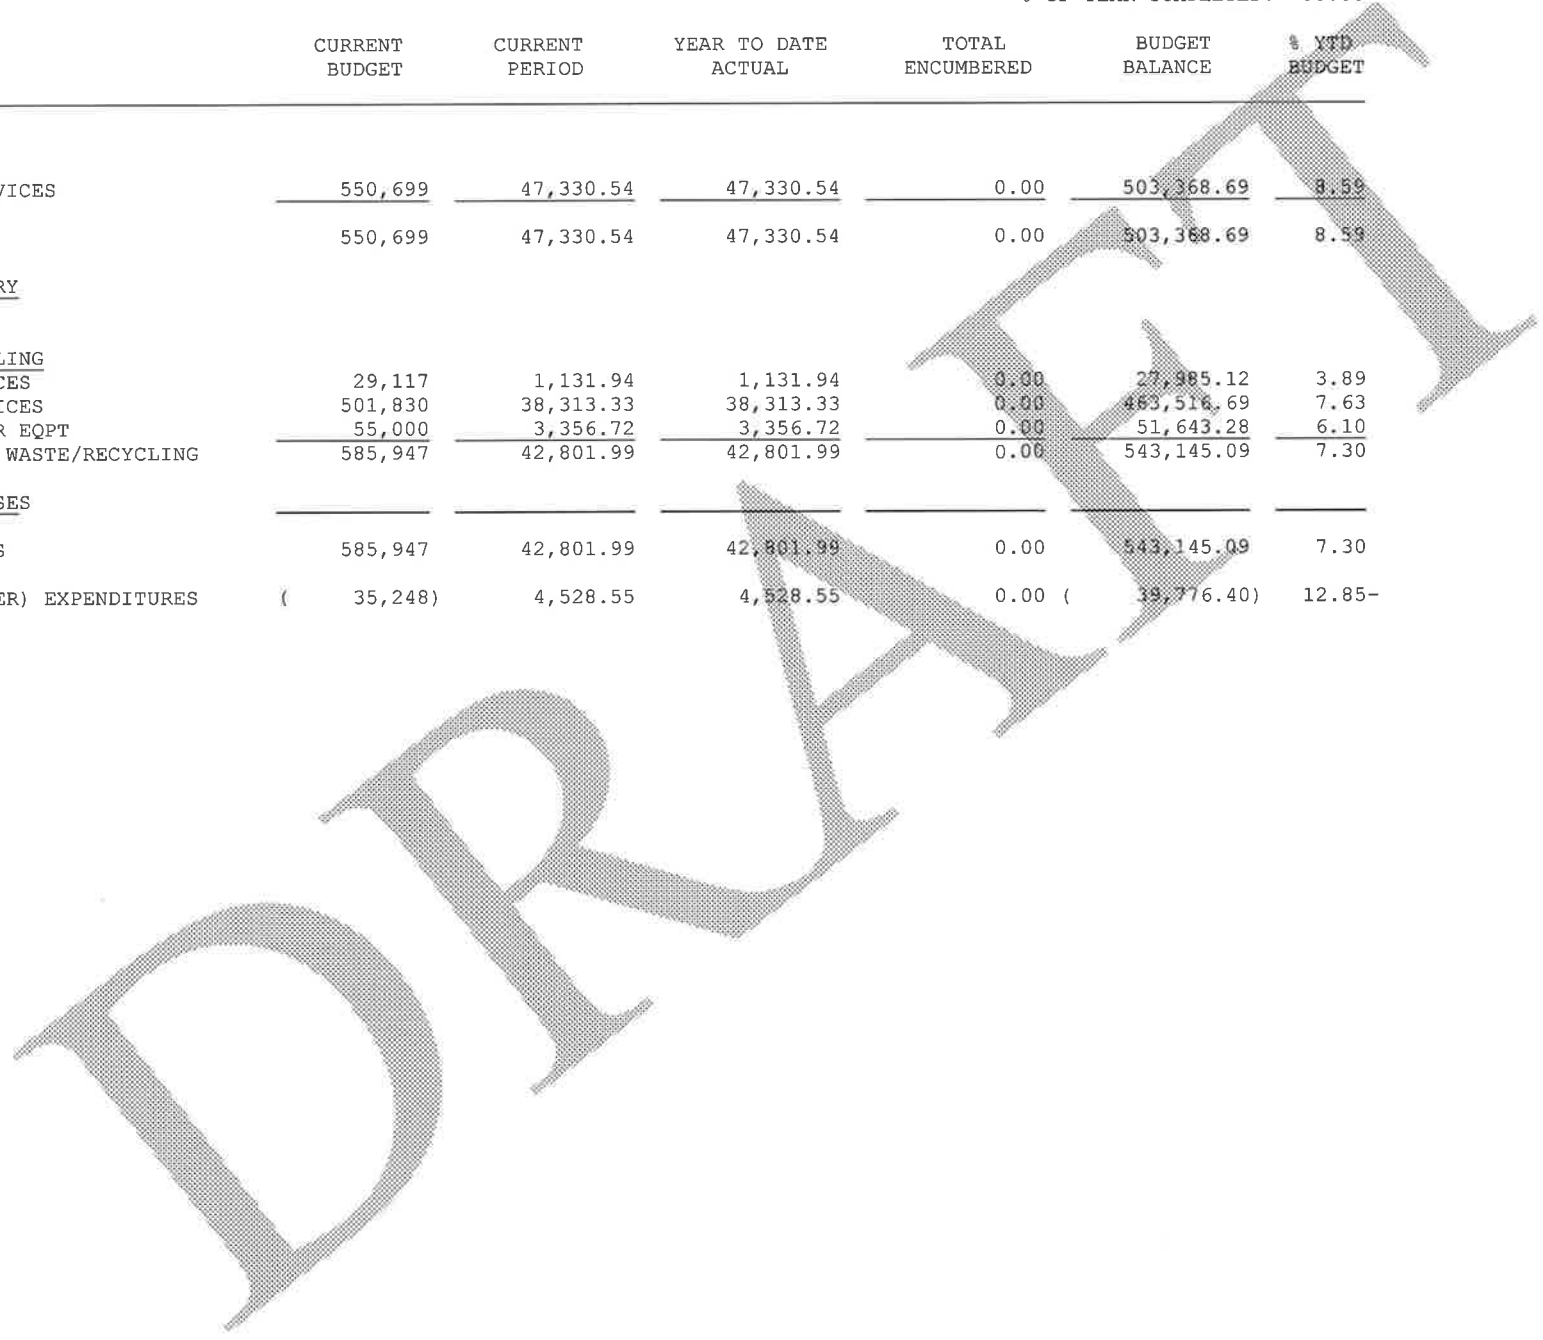 CURRENT CURRENT YEAR TO DATE TOTAL BUDGET % YTD
BUDGET PERIOD ACTUAL ENCUMBERED BALANCE BUDGET
VICES 550,699 47,330.54 47,330.54 0.00 503,368.69 8.59
550,699 47,330.54 47,330.54 0.00 503,368.69 8.59
RY
LING
CES 29,117 1,131.94 1,131.94 0.00 27,985.12 3.89
ICES 501,830 38,313.33 38,313.33 0.00 463,516.69 7.63
R EQPT 55,000 3,356.72 3,356.72 0.00 51,643.28 6.10
WASTE/RECYCLING 585,947 42,801.99 42,801.99 0.00 543,145.09 7.30
SES
S 585,947 42,801.99 42,801.99 0.00 543,145.09 7.30
ER) EXPENDITURES ( 35,248) 4,528.55 4,528.55 0.00 ( 39,776.40) 12.85-
DRAFT